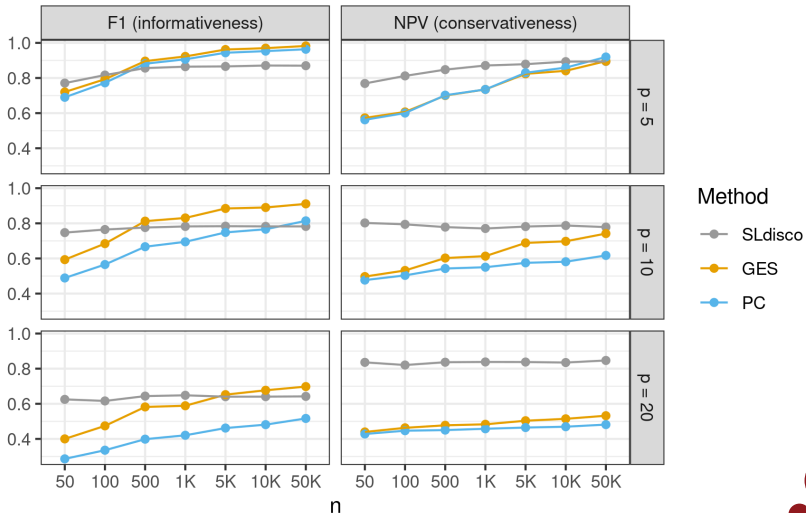 F1 (informativeness)
NPV (conservativeness)
1.0
0.8
0.6
0.4
p = 5
1.0
0.8
0.6
0.4
p = 10
1.0
0.8
0.6
0.4
p = 20
50 100 500 1K 5K 10K 50K
50 100 500 1K 5K 10K 50K
n
Method
SLdisco
GES
PC